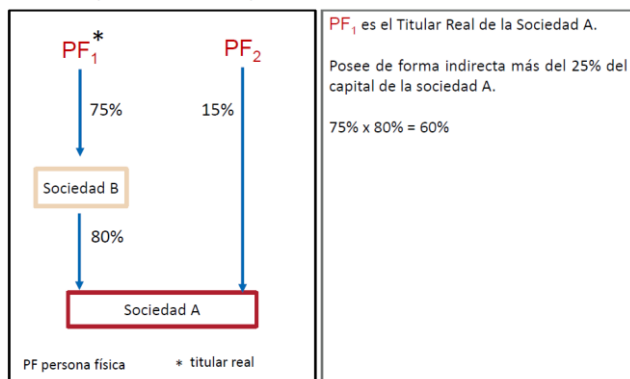 PF₁*
PF₂
75%
15%
Sociedad B
80%
Sociedad A
PF persona física
* titular real
PF₁ es el Titular Real de la Sociedad A.
Posee de forma indirecta más del 25% del
capital de la sociedad A.
75% x 80% = 60%